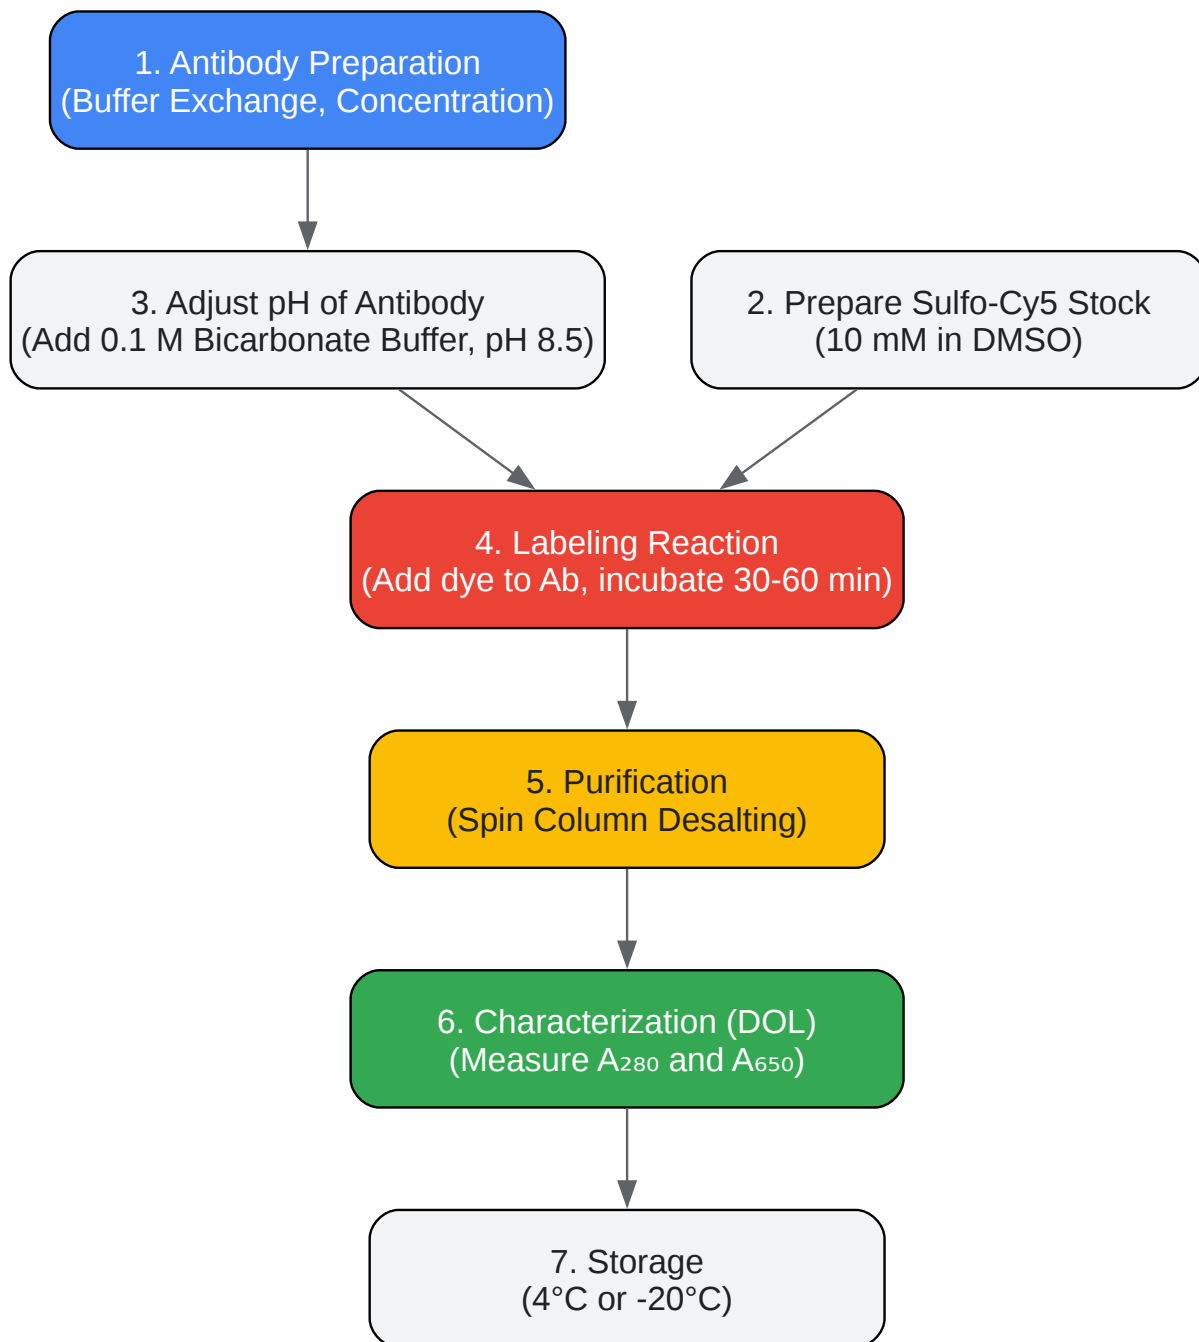 1. Antibody Preparation
(Buffer Exchange, Concentration)
3. Adjust pH of Antibody
(Add 0.1 M Bicarbonate Buffer, pH 8.5)
2. Prepare Sulfo-Cy5 Stock
(10 mM in DMSO)
4. Labeling Reaction
(Add dye to Ab, incubate 30-60 min)
5. Purification
(Spin Column Desalting)
6. Characterization (DOL)
(Measure A₂₈₀ and A₆₅₀)
7. Storage
(4°C or -20°C)